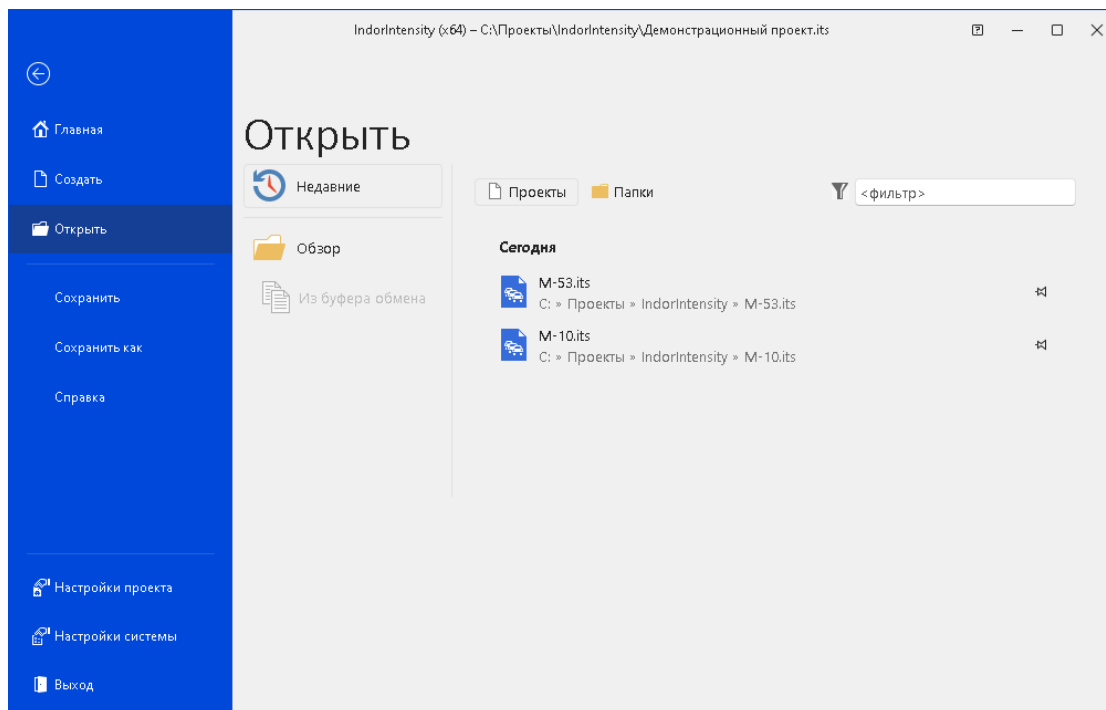 IndorIntensity (x64) – C:\Проекты\IndorIntensity\Демонстрационный проект.its
Главная
Создать
Открыть
Сохранить
Сохранить как
Справка
Настройки проекта
Настройки системы
Выход
Открыть
Недавние
Обзор
Из буфера обмена
Проекты
Папки
<фильтр>
Сегодня
M-53.its
C: » Проекты » IndorIntensity » M-53.its
M-10.its
C: » Проекты » IndorIntensity » M-10.its